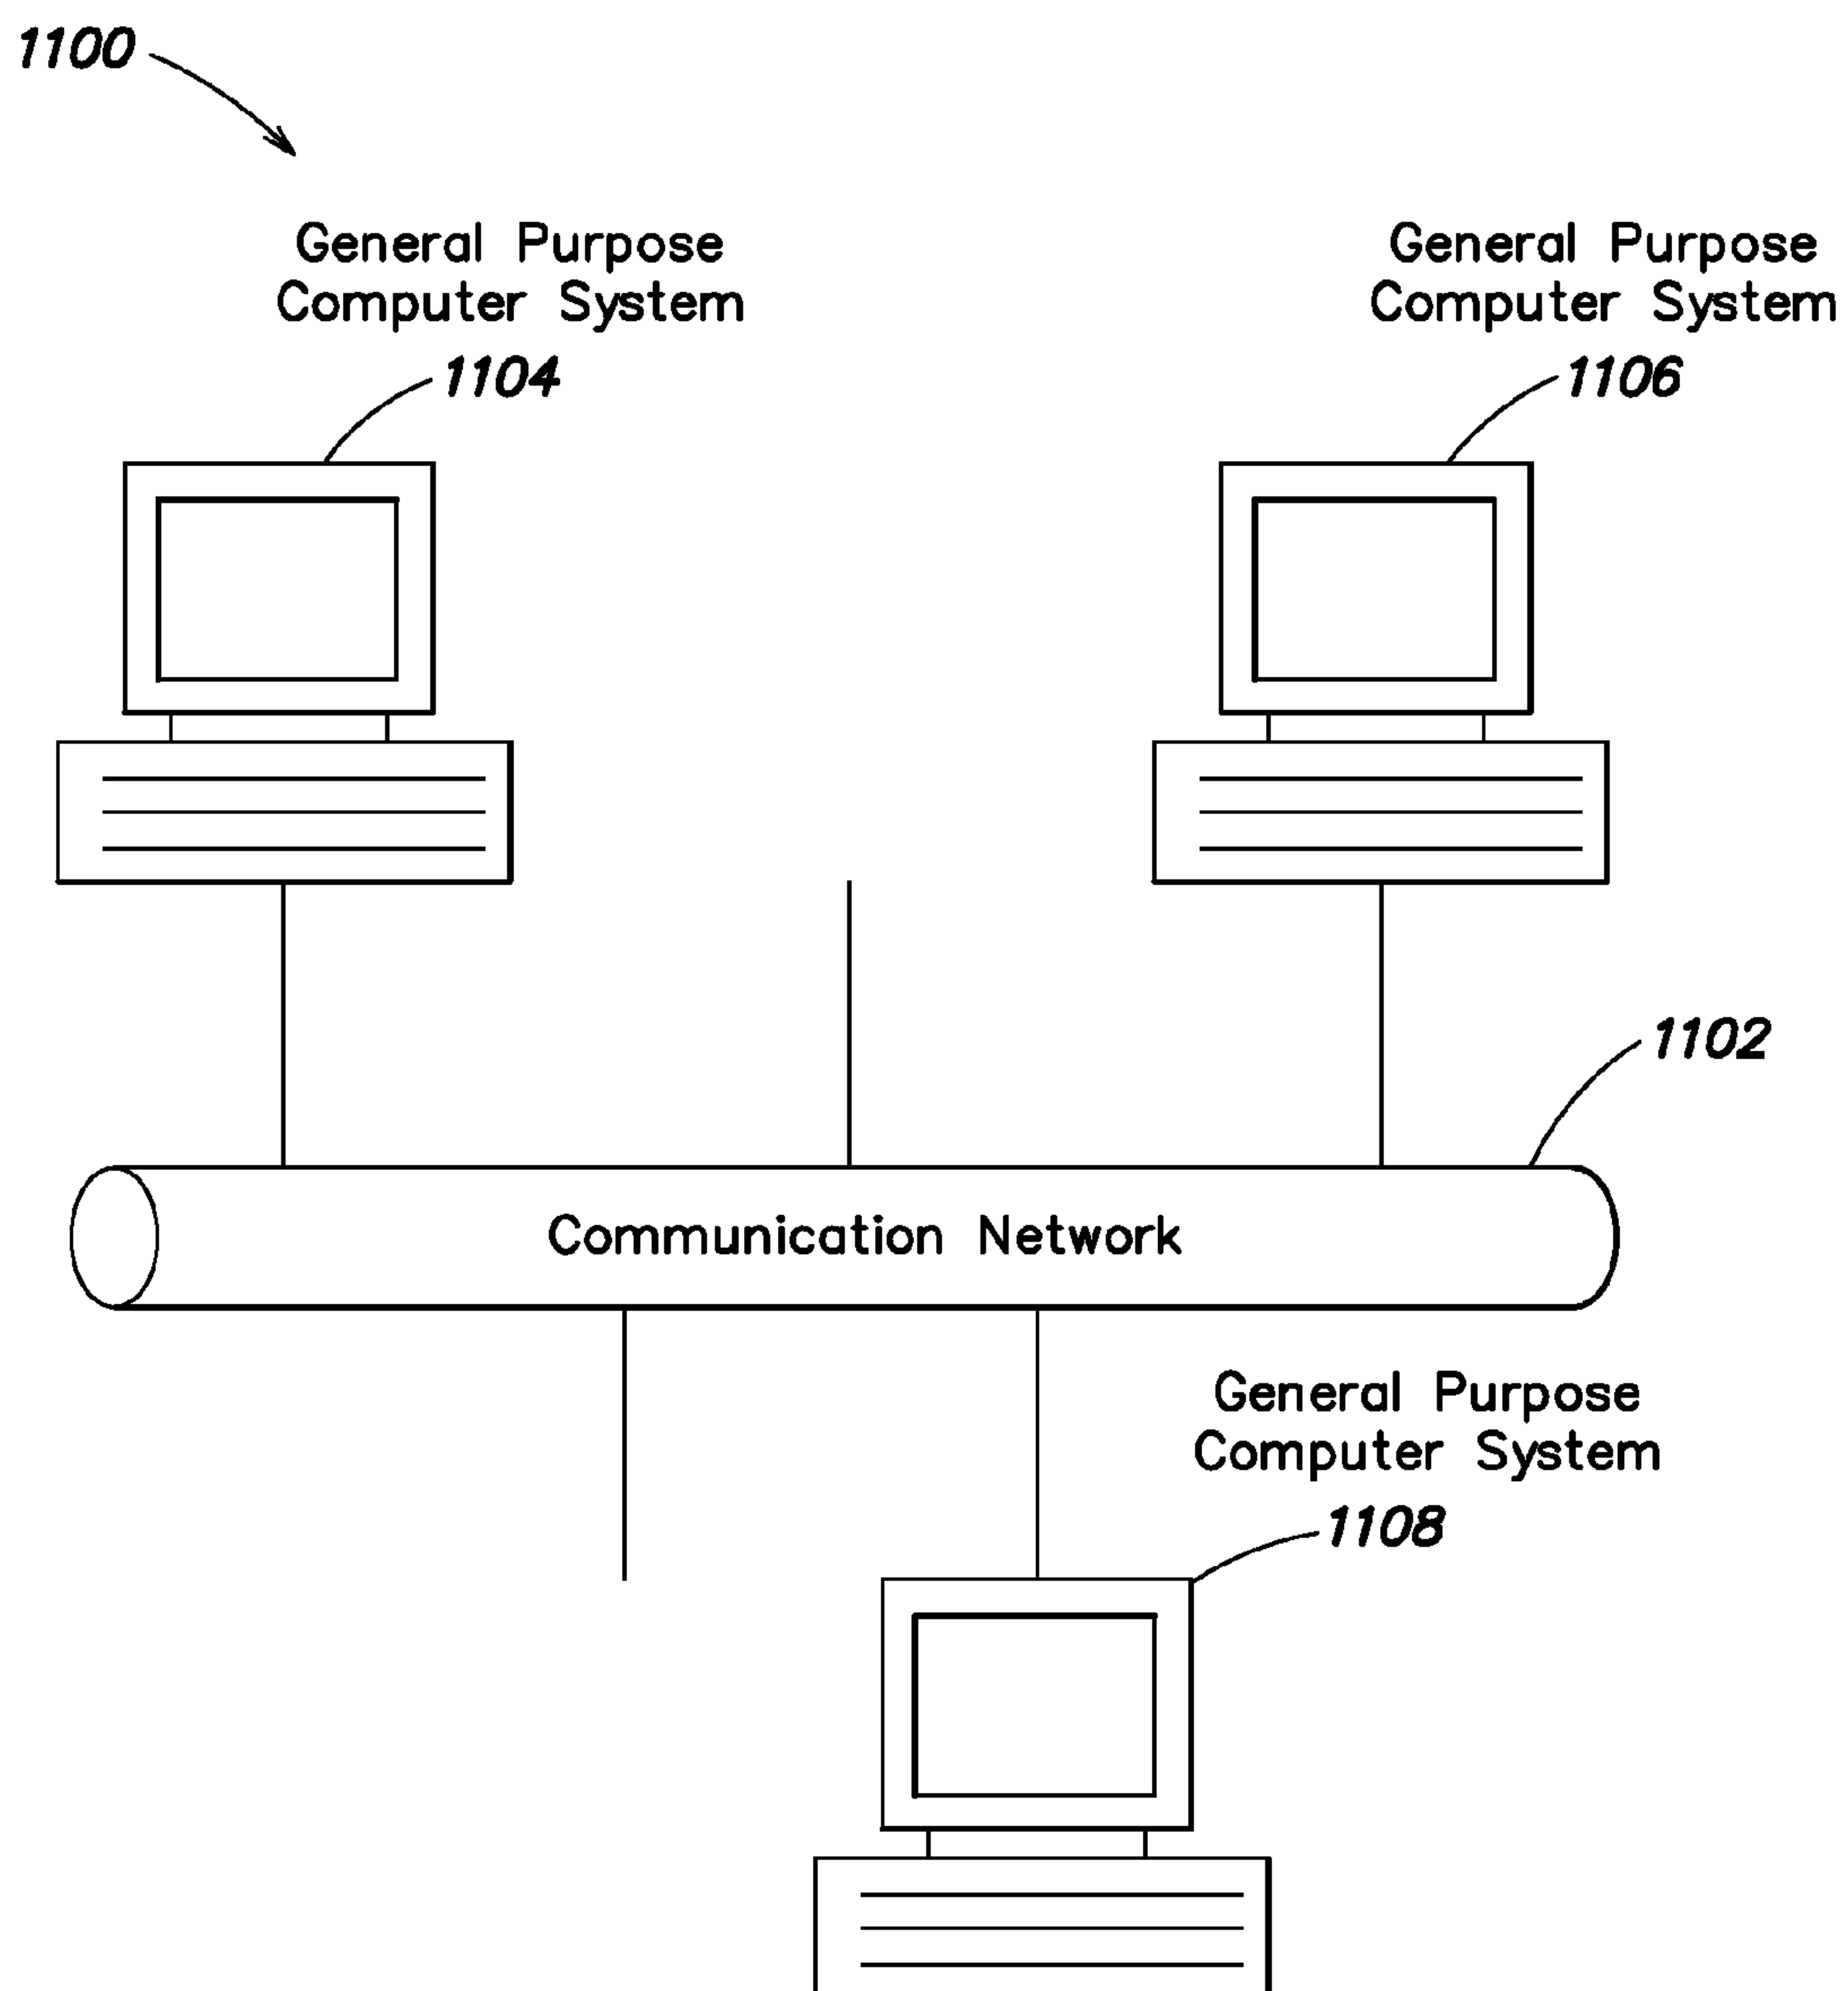 1100
General Purpose
Computer System
1104
General Purpose
Computer System
1106
1102
Communication Network
General Purpose
Computer System
1108